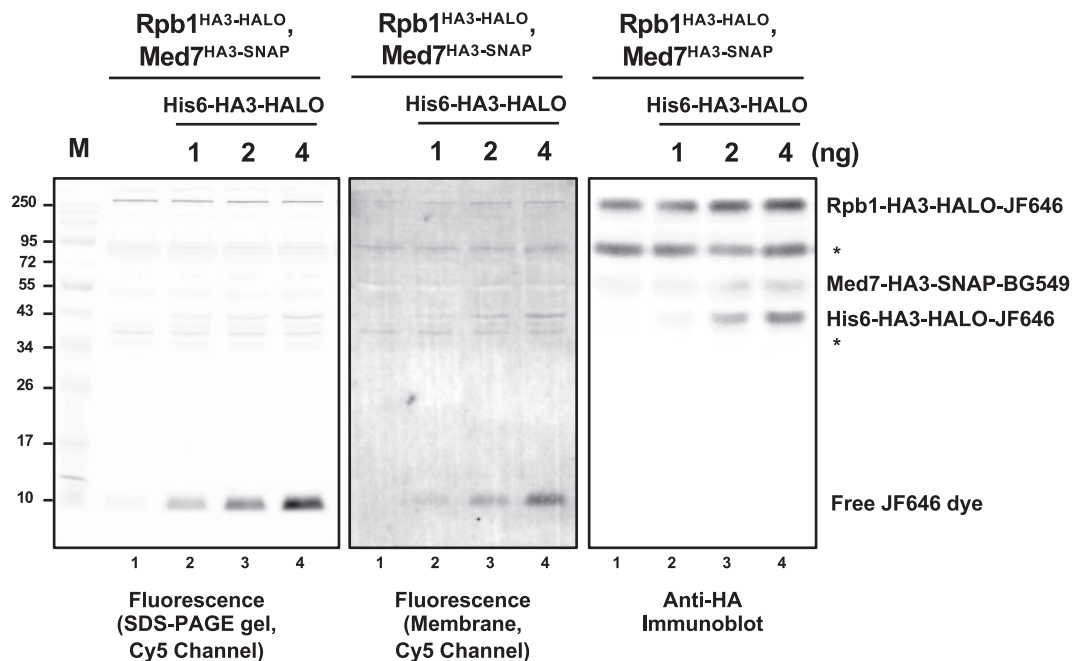 Rpb1HA3-HALO, Rpb1HA3-HALO, Rpb1HA3-HALO,
Med7HA3-SNAP Med7HA3-SNAP Med7HA3-SNAP
His6-HA3-HALO His6-HA3-HALO His6-HA3-HALO
M 1 2 4 1 2 4 1 2 4 (ng)
250
95
72
55
43
34
26
17
10
Rpb1-HA3-HALO-JF646
*
Med7-HA3-SNAP-BG549
His6-HA3-HALO-JF646
*
Free JF646 dye
1 2 3 4 1 2 3 4 1 2 3 4
Fluorescence
(SDS-PAGE gel,
Cy5 Channel)
Fluorescence
(Membrane,
Cy5 Channel)
Anti-HA
Immunoblot